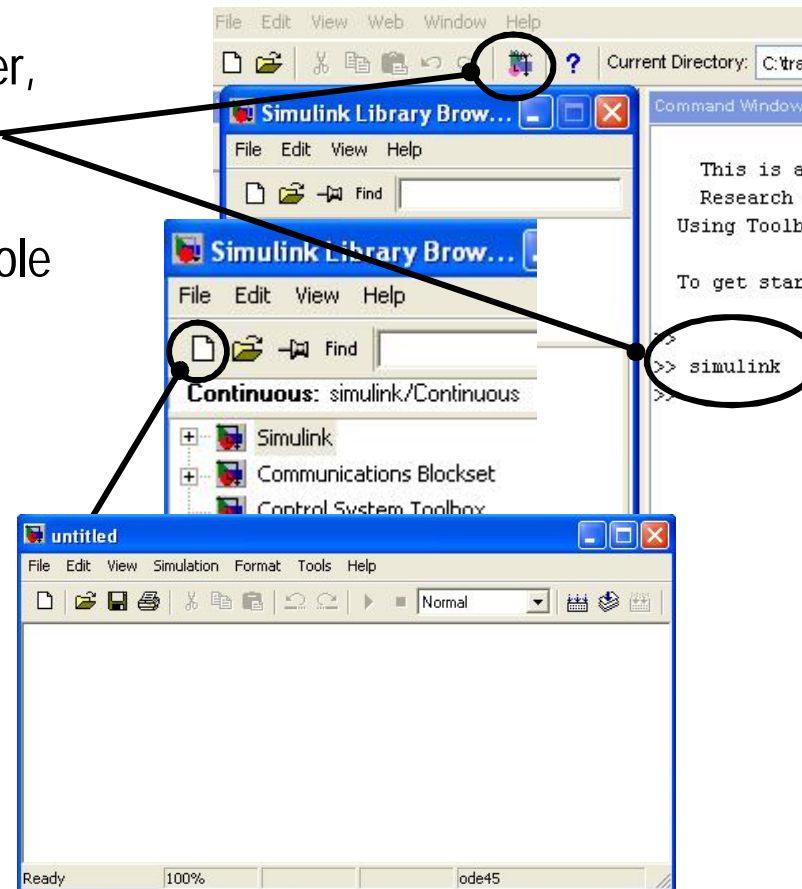 File Edit View Web Window Help
er,
? Current Directory: C:\tra
Simulink Library Brow...
Command Window
File Edit View Help
This is a
Find
Research
Using Toolb
ole
Simulink Library Brow...
To get star
File Edit View Help
>>
Find
>> simulink
Continuous: simulink/Continuous
>>
Simulink
Communications Blockset
Control System Toolbox
untitled
File Edit View Simulation Format Tools Help
Normal
Ready 100% ode45